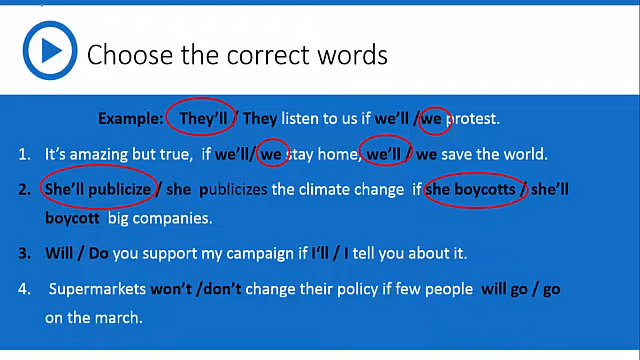 Choose the correct words
Example: They'll / They listen to us if we'll /we protest.
1. It's amazing but true, if we'll/ we stay home, we'll / we save the world.
2. She'll publicize / she publicizes the climate change if she boycotts / she'll
boycott big companies.
3. Will / Do you support my campaign if I'll / I tell you about it.
4. Supermarkets won't /don't change their policy if few people will go / go
on the march.